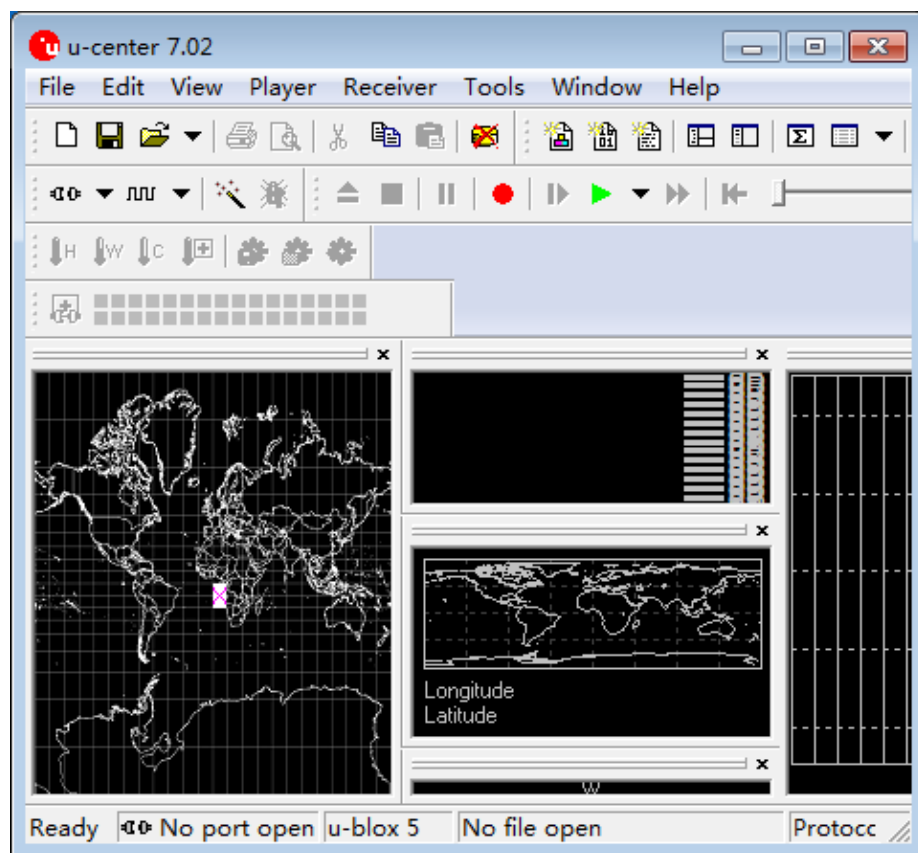 u-center 7.02
File Edit View Player Receiver Tools Window Help
H W C
Longitude
Latitude
W
Ready No port open u-blox 5 No file open Protocc